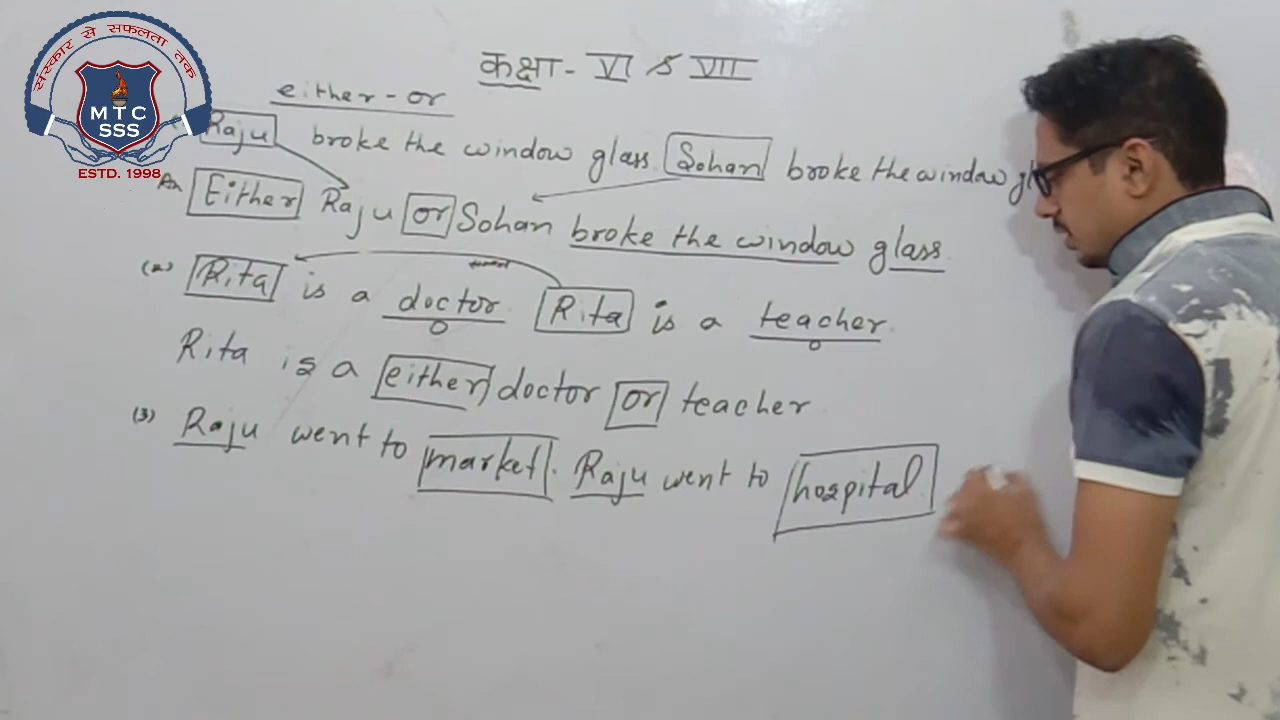 संस्कार से सफलता तक
MTC
SSS
ESTD. 1998
कक्षा - VI & VII
either - or
Raju broke the window glass. Sohan broke the window
Either Raju or Sohan broke the window glass.
(2) Rita is a doctor. Rita is a teacher.
Rita is a either doctor or teacher
(3) Raju went to market. Raju went to hospital